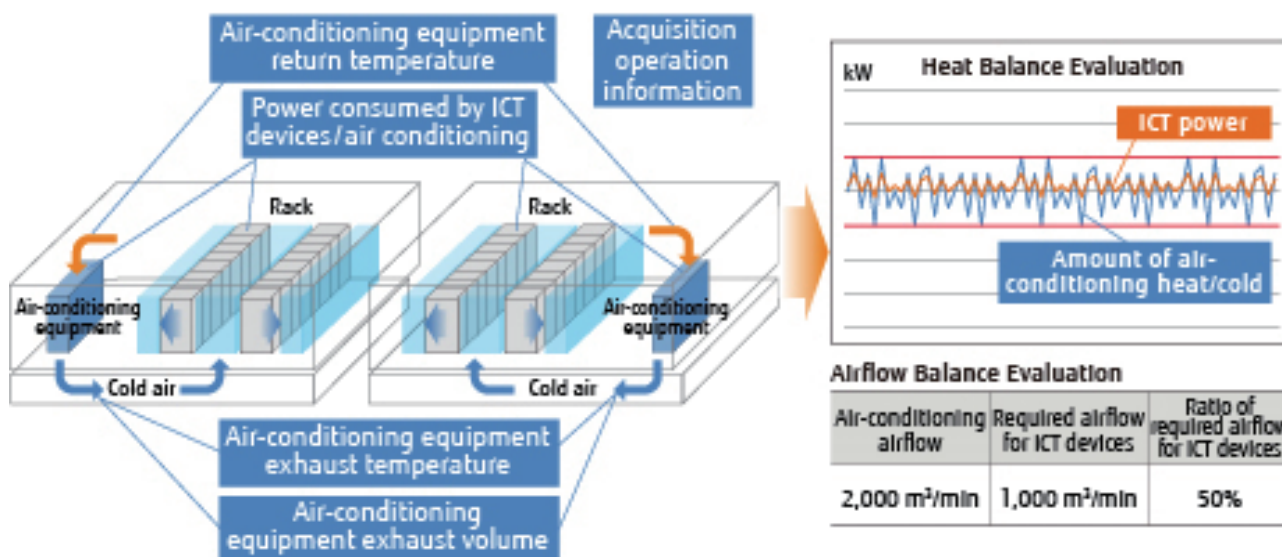 Air-conditioning equipment
return temperature
Acquisition
operation
information
Power consumed by ICT
devices/air conditioning
Rack
Rack
Air-conditioning
equipment
Air-conditioning
equipment
Cold air
Cold air
Air-conditioning equipment
exhaust temperature
Air-conditioning
equipment exhaust volume
kW
Heat Balance Evaluation
ICT power
Amount of air-
conditioning heat/cold
Airflow Balance Evaluation
Air-conditioning
airflow
Required airflow
for ICT devices
Ratio of
required airflow
for ICT devices
2,000 m³/min
1,000 m³/min
50%